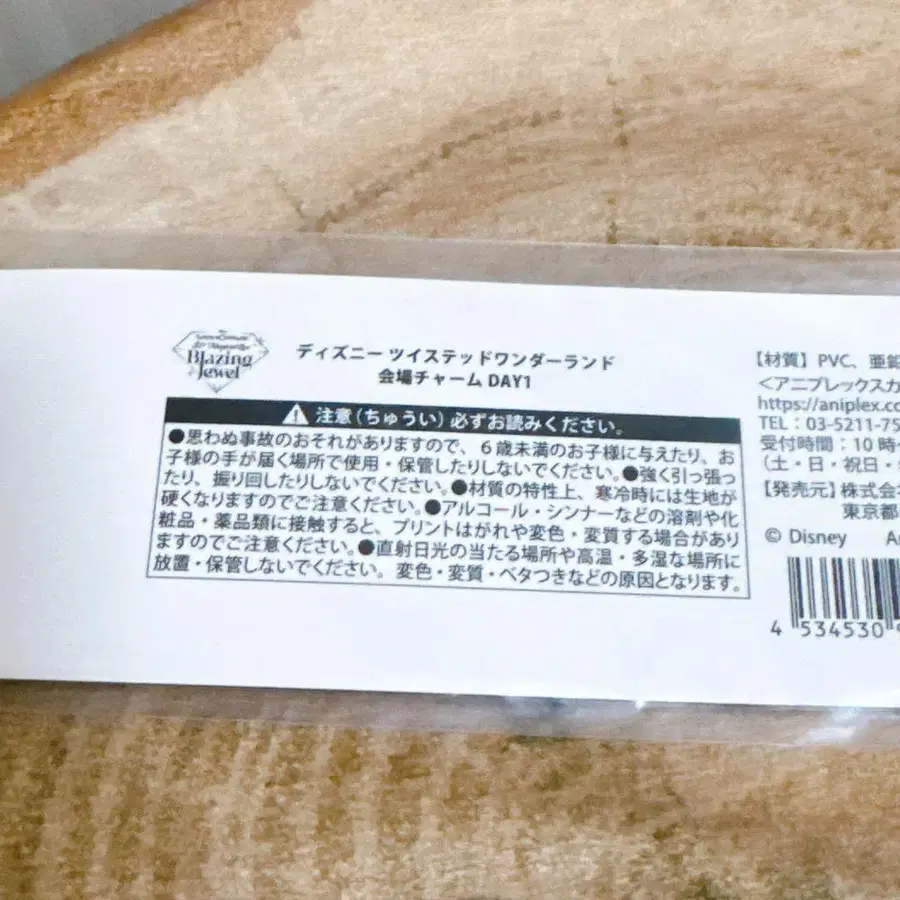 Blazing
Jewel
ディズニー ツイステッドワンダーランド
会場チャーム DAY1
注意(ちゅうい)必ずお読みください。
●思わぬ事故のおそれがありますので、6歳未満のお子様に与えたり、お
子様の手が届く場所で使用・保管したりしないでください。●強く引っ張っ
たり、振り回したりしないでください。●材質の特性上、寒冷時には生地が
硬くなりますのでご注意ください。●アルコール・シンナーなどの溶剤や化
粧品・薬品類に接触すると、プリントはがれや変色・変質する場合があり
ますのでご注意ください。●直射日光の当たる場所や高温・多湿な場所に
放置・保管しないでください。変色・変質・ベタつきなどの原因となります。
【材質】PVC、亜鉛
<アニプレックスカ
https://aniplex.co
TEL:03-5211-75
受付時間:10時
(土・日・祝日・
【発売元】株式会
東京都
© Disney
4 534530